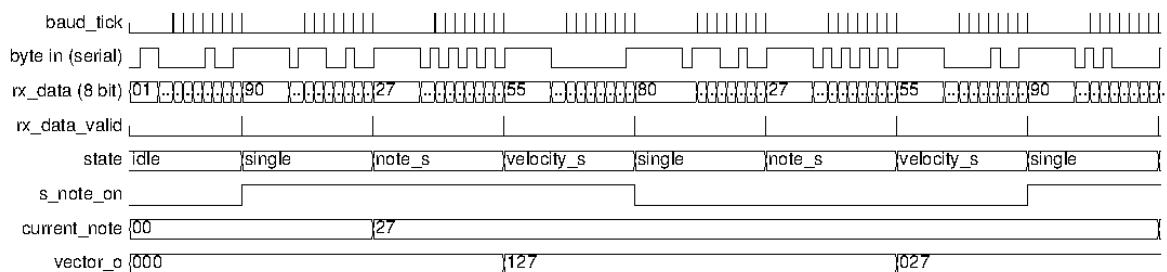 baud_tick
byte in (serial)
rx_data (8 bit) 01 90 27 55 80 27 55 90
rx_data_valid
state idle single note_s velocity_s single note_s velocity_s single
s_note_on
current_note 00 27
vector_o 000 127 027